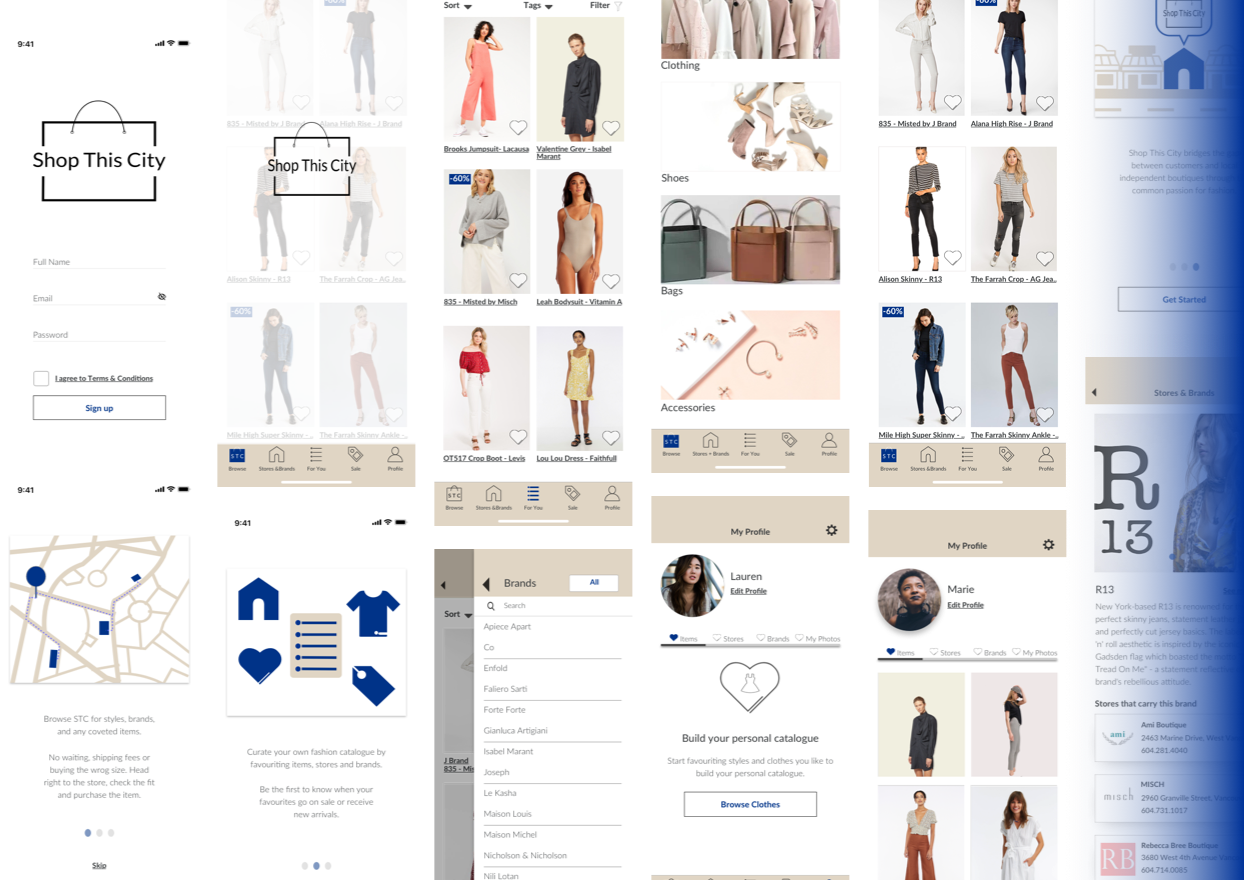 9:41
Shop This City
Full Name
Email
Password
I agree to Terms & Conditions
Sign up
9:41
Browse STC for styles, brands,
and any coveted items.
No waiting, shipping fees or
buying the wrog size. Head
right to the store, check the fit
and purchase the item.
Skip
835 - Misted by J Brand
Alana High Rise - J Brand
Shop This City
Alison Skinny - R13
The Farrah Crop - AG Jea..
-60%
Mile High Super Skinny - ..
The Farrah Skinny Ankle -..
STC
Browse
Stores &Brands
For You
Sale
Profile
9:41
Curate your own fashion catalogue by
favouriting items, stores and brands.
Be the first to know when your
favourites go on sale or receive
new arrivals.
Sort
Tags
Filter
Brooks Jumpsuit- Lacausa
Valentine Grey - Isabel
Marant
-60%
835 - Misted by Misch
Leah Bodysuit - Vitamin A
OT517 Crop Boot - Levis
Lou Lou Dress - Faithfull
STC
Browse
Stores &Brands
For You
Sale
Profile
Brands
All
Sort
Search
Apiece Apart
Co
Enfold
Faliero Sarti
Forte Forte
Gianluca Artigiani
Isabel Marant
Joseph
Le Kasha
Maison Louis
Maison Michel
Nicholson & Nicholson
Nili Lotan
J Brand
835 - Mis
Clothing
Shoes
Bags
Accessories
STC
Browse
Stores + Brands
For You
Sale
Profile
My Profile
Lauren
Edit Profile
Items
Stores
Brands
My Photos
Build your personal catalogue
Start favouriting styles and clothes you like to
build your personal catalogue.
Browse Clothes
-60%
835 - Misted by J Brand
Alana High Rise - J Brand
Alison Skinny - R13
The Farrah Crop - AG Jea..
-60%
Mile High Super Skinny - ..
The Farrah Skinny Ankle -..
STC
Browse
Stores &Brands
For You
Sale
Profile
My Profile
Marie
Edit Profile
Items
Stores
Brands
My Photos
Shop This City
Shop This City bridges the
between customers and
independent boutiques
common passion for
Get Started
Stores & Brands
R
13
R13
New York-based R13 is renowned
perfect skinny jeans, statement
and perfectly cut jersey basics. The
'n' roll aesthetic is inspired by the
Gadsden flag which boasted the
Tread On Me" - a statement
brand's rebellious attitude.
Stores that carry this brand
ami
Ami Boutique
2463 Marine Drive, West
604.281.4040
misch
MISCH
2960 Granville Street,
604.731.1017
RB
Rebecca Bree Boutique
3680 West 4th Avenue
604.714.0085